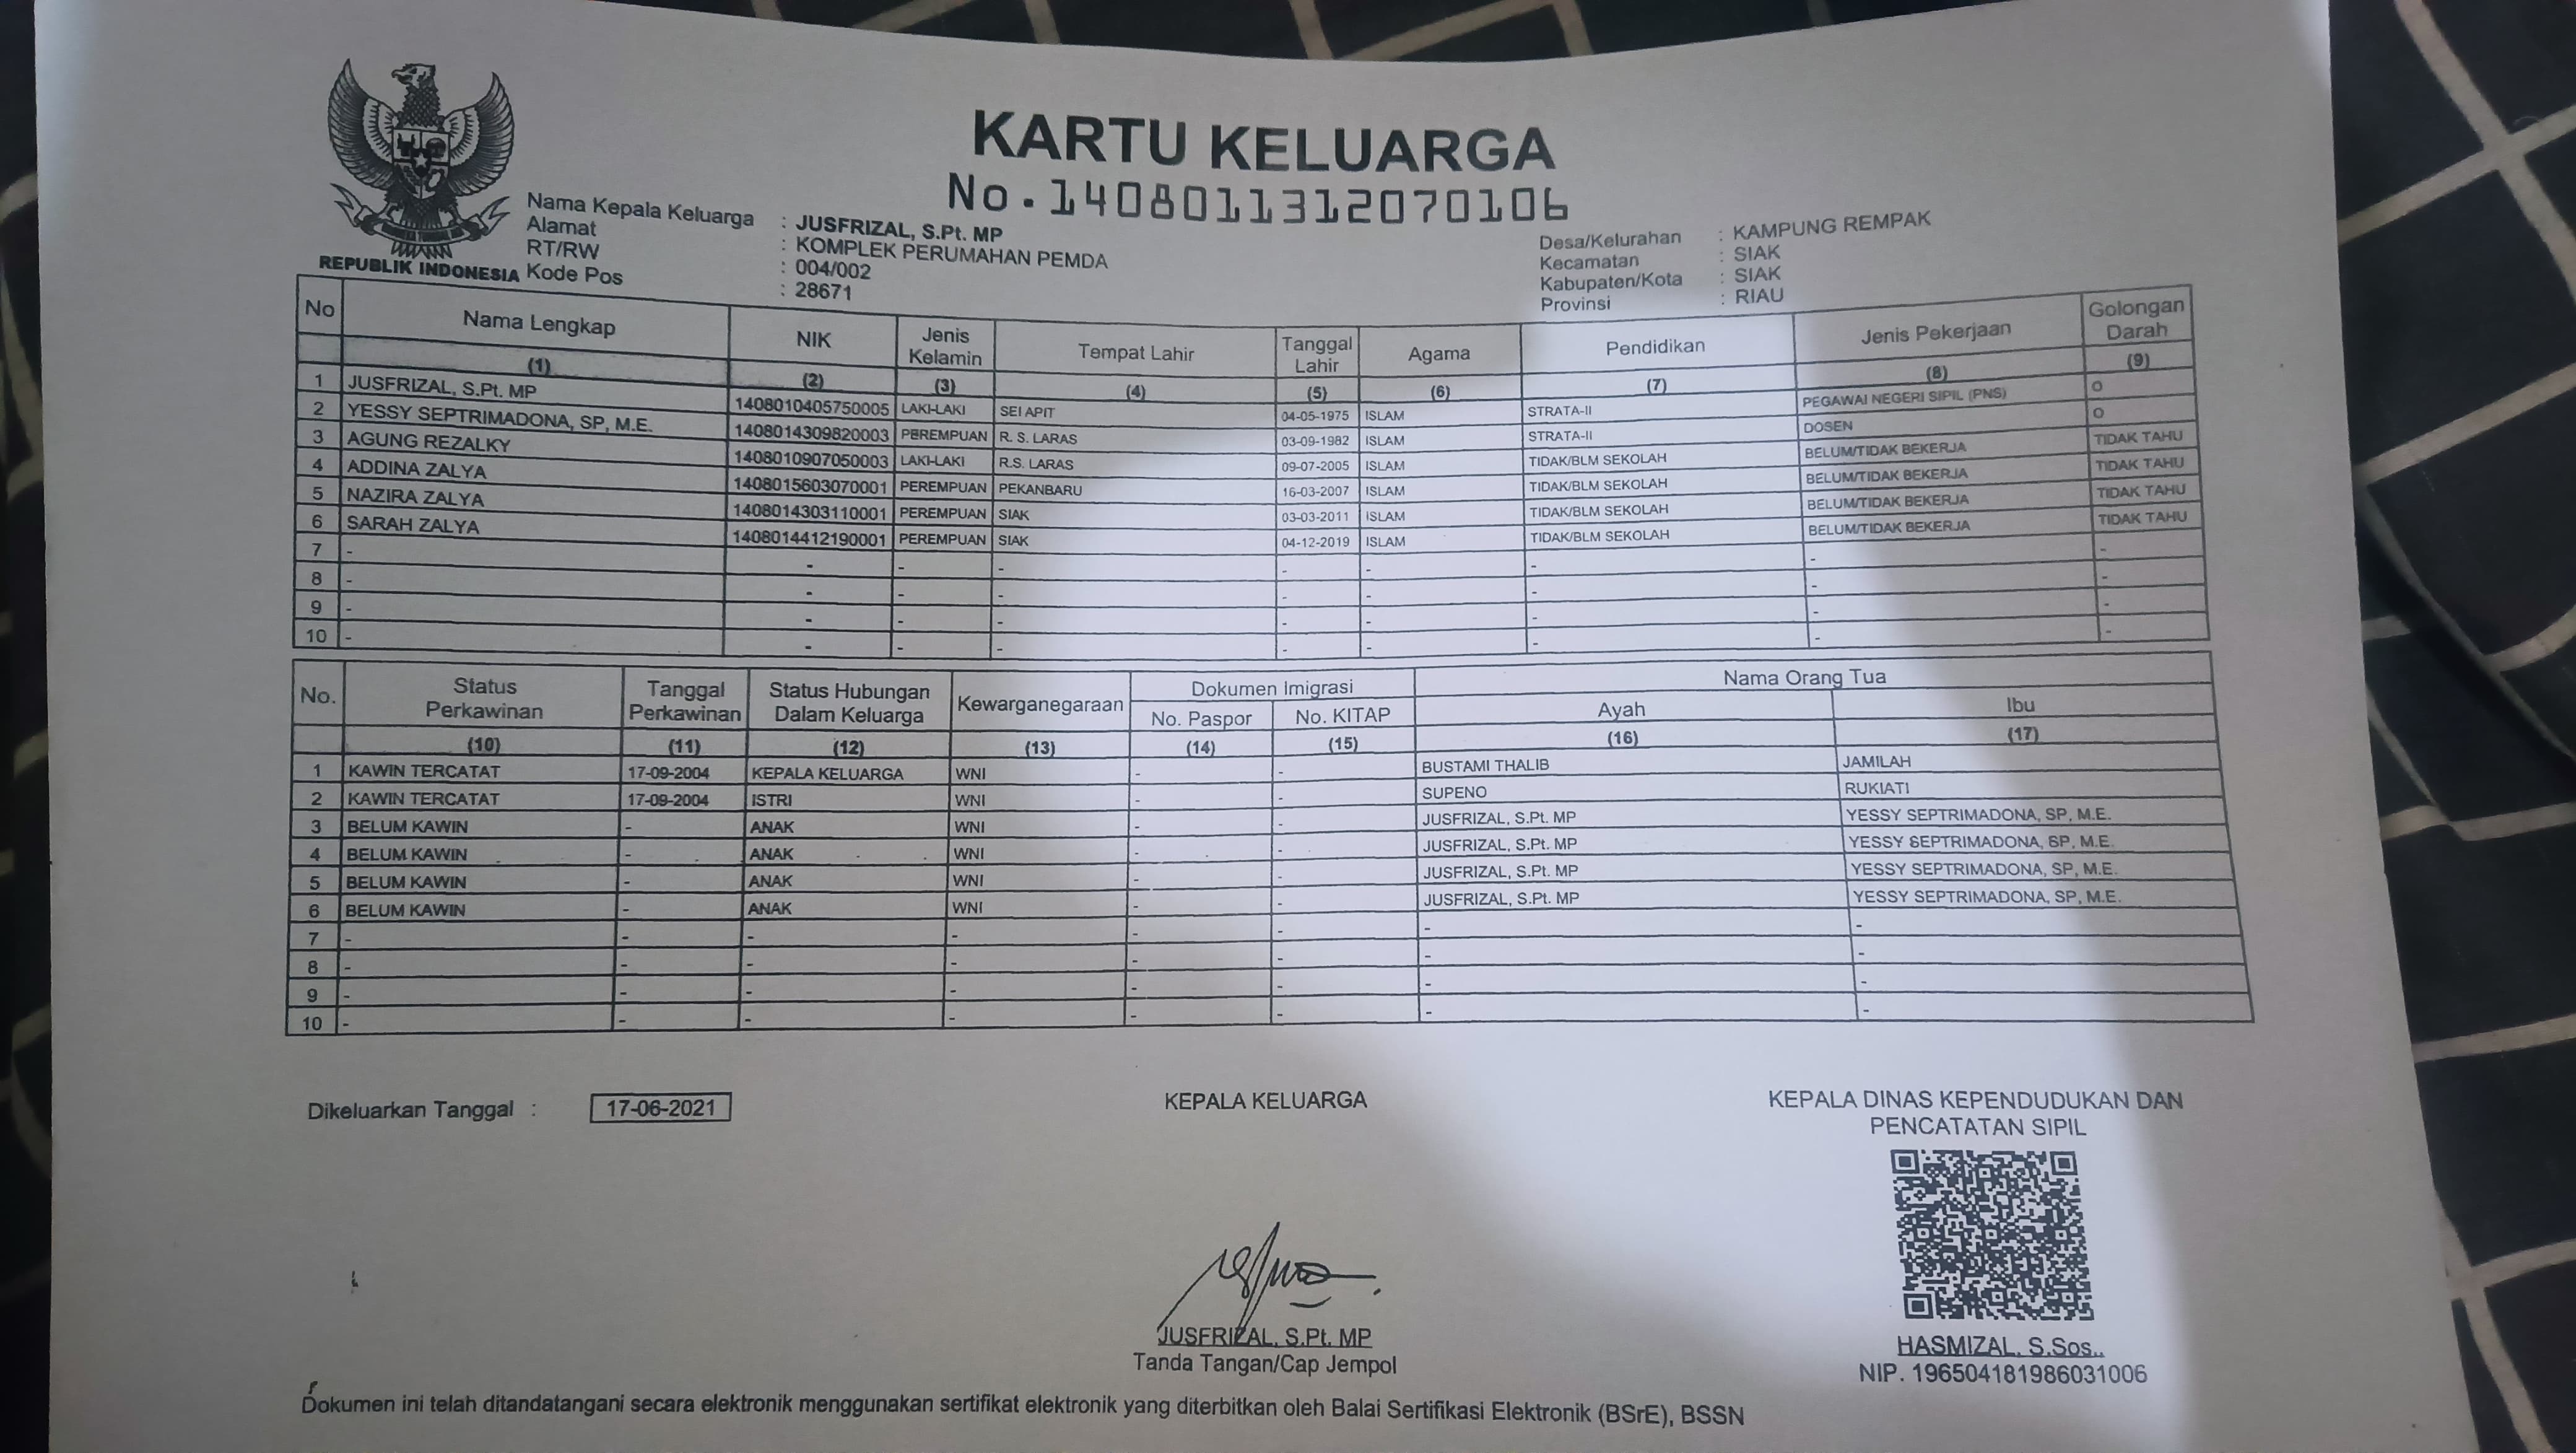 KARTU KELUARGA
No.1408011312070106
REPUBLIK INDONESIA
Nama Kepala Keluarga : JUSFRIZAL, S.Pt. MP
Alamat : KOMPLEK PERUMAHAN PEMDA
RT/RW : 004/002
Kode Pos : 28671
Desa/Kelurahan : KAMPUNG REMPAK
Kecamatan : SIAK
Kabupaten/Kota : SIAK
Provinsi : RIAU
No Nama Lengkap NIK Jenis Kelamin Tempat Lahir Tanggal Lahir Agama Pendidikan Jenis Pekerjaan Golongan Darah
(1) (2) (3) (4) (5) (6) (7) (8) (9)
1 JUSFRIZAL, S.Pt. MP 1408010405750005 LAKI-LAKI SEI APIT 04-05-1975 ISLAM STRATA-II PEGAWAI NEGERI SIPIL (PNS) O
2 YESSY SEPTRIMADONA, SP, M.E. 1408014309820003 PEREMPUAN R. S. LARAS 03-09-1982 ISLAM STRATA-II DOSEN O
3 AGUNG REZALKY 1408010907050003 LAKI-LAKI R.S. LARAS 09-07-2005 ISLAM TIDAK/BLM SEKOLAH BELUM/TIDAK BEKERJA TIDAK TAHU
4 ADDINA ZALYA 1408015603070001 PEREMPUAN PEKANBARU 16-03-2007 ISLAM TIDAK/BLM SEKOLAH BELUM/TIDAK BEKERJA TIDAK TAHU
5 NAZIRA ZALYA 1408014303110001 PEREMPUAN SIAK 03-03-2011 ISLAM TIDAK/BLM SEKOLAH BELUM/TIDAK BEKERJA TIDAK TAHU
6 SARAH ZALYA 1408014412190001 PEREMPUAN SIAK 04-12-2019 ISLAM TIDAK/BLM SEKOLAH BELUM/TIDAK BEKERJA TIDAK TAHU
7 - - - - - - - - -
8 - - - - - - - - -
9 - - - - - - - - -
10 - - - - - - - - -
No. Status Perkawinan Tanggal Perkawinan Status Hubungan Dalam Keluarga Kewarganegaraan Dokumen Imigrasi Nama Orang Tua
No. Paspor No. KITAP Ayah Ibu
(10) (11) (12) (13) (14) (15) (16) (17)
1 KAWIN TERCATAT 17-09-2004 KEPALA KELUARGA WNI - - BUSTAMI THALIB JAMILAH
2 KAWIN TERCATAT 17-09-2004 ISTRI WNI - - SUPENO RUKIATI
3 BELUM KAWIN - ANAK WNI - - JUSFRIZAL, S.Pt. MP YESSY SEPTRIMADONA, SP, M.E.
4 BELUM KAWIN - ANAK WNI - - JUSFRIZAL, S.Pt. MP YESSY SEPTRIMADONA, SP, M.E.
5 BELUM KAWIN - ANAK WNI - - JUSFRIZAL, S.Pt. MP YESSY SEPTRIMADONA, SP, M.E.
6 BELUM KAWIN - ANAK WNI - - JUSFRIZAL, S.Pt. MP YESSY SEPTRIMADONA, SP, M.E.
7 - - - - - - - -
8 - - - - - - - -
9 - - - - - - - -
10 - - - - - - - -
Dikeluarkan Tanggal : 17-06-2021
KEPALA KELUARGA
JUSFRIZAL, S.Pt. MP
Tanda Tangan/Cap Jempol
KEPALA DINAS KEPENDUDUKAN DAN
PENCATATAN SIPIL
HASMIZAL, S.Sos..
NIP. 196504181986031006
Dokumen ini telah ditandatangani secara elektronik menggunakan sertifikat elektronik yang diterbitkan oleh Balai Sertifikasi Elektronik (BSrE), BSSN